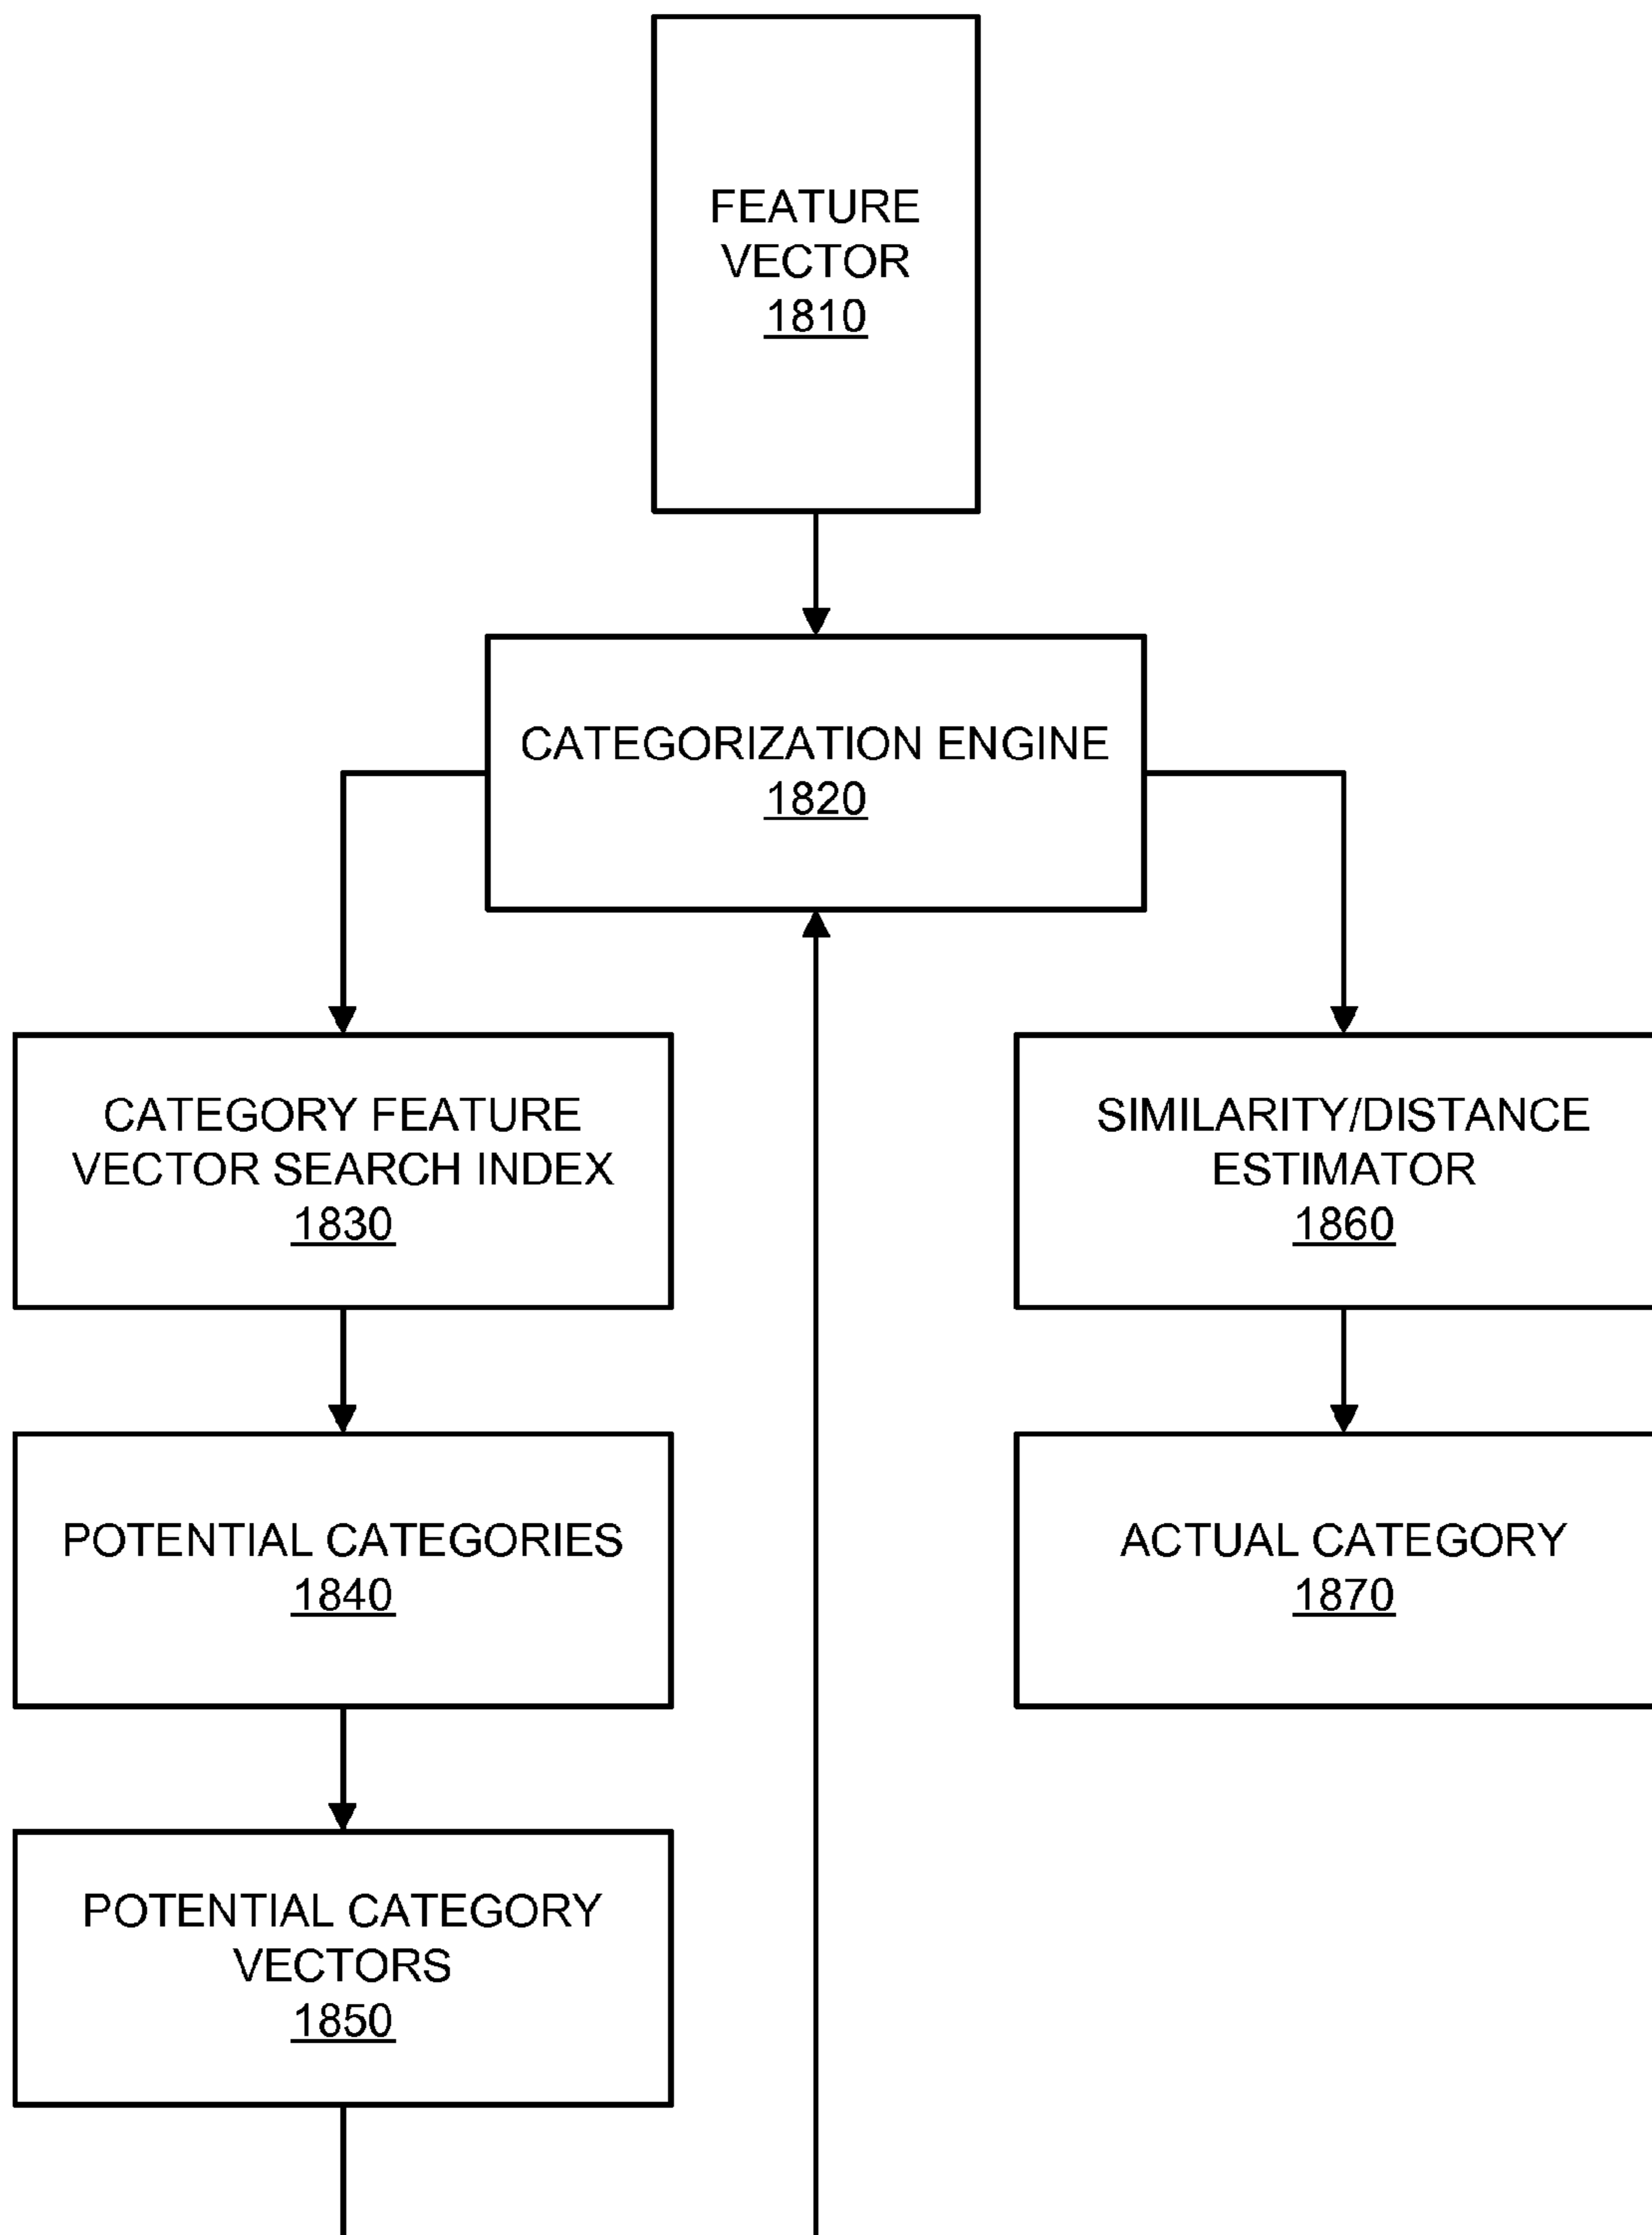 FEATURE
VECTOR
1810
CATEGORIZATION ENGINE
1820
CATEGORY FEATURE
VECTOR SEARCH INDEX
1830
POTENTIAL CATEGORIES
1840
POTENTIAL CATEGORY
VECTORS
1850
SIMILARITY/DISTANCE
ESTIMATOR
1860
ACTUAL CATEGORY
1870